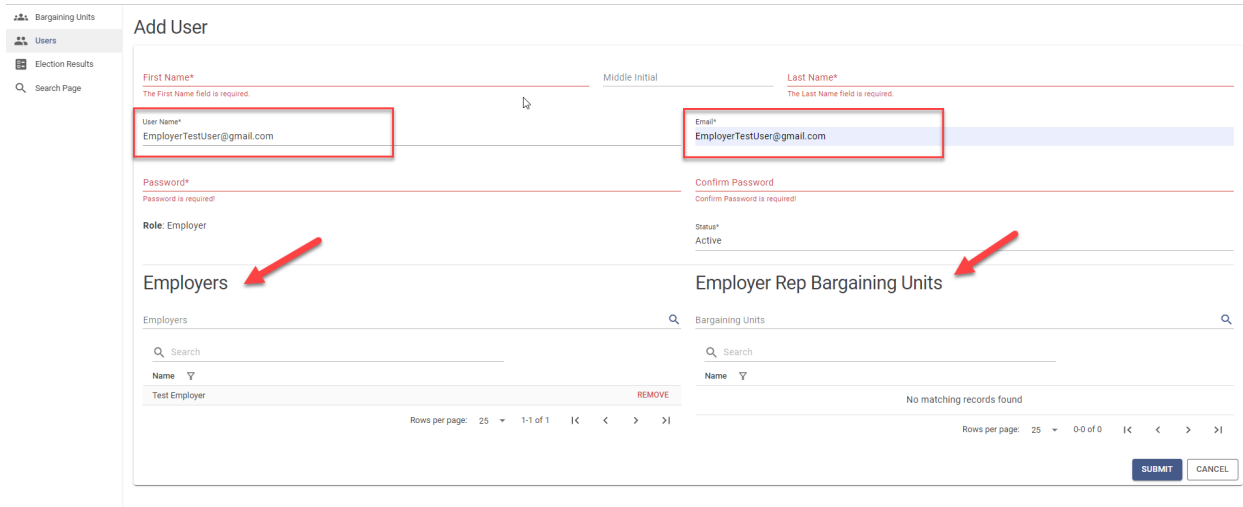 Bargaining Units
Users
Election Results
Search Page
Add User
First Name*
Middle Initial
Last Name*
The First Name field is required.
The Last Name field is required.
User Name*
EmployerTestUser@gmail.com
Email*
EmployerTestUser@gmail.com
Password*
Password is required!
Confirm Password
Confirm Password is required!
Role: Employer
Status*
Active
Employers
Employers
Search
Name
Test Employer REMOVE
Rows per page: 25 1-1 of 1
Employer Rep Bargaining Units
Bargaining Units
Search
Name
No matching records found
Rows per page: 25 0-0 of 0
SUBMIT CANCEL